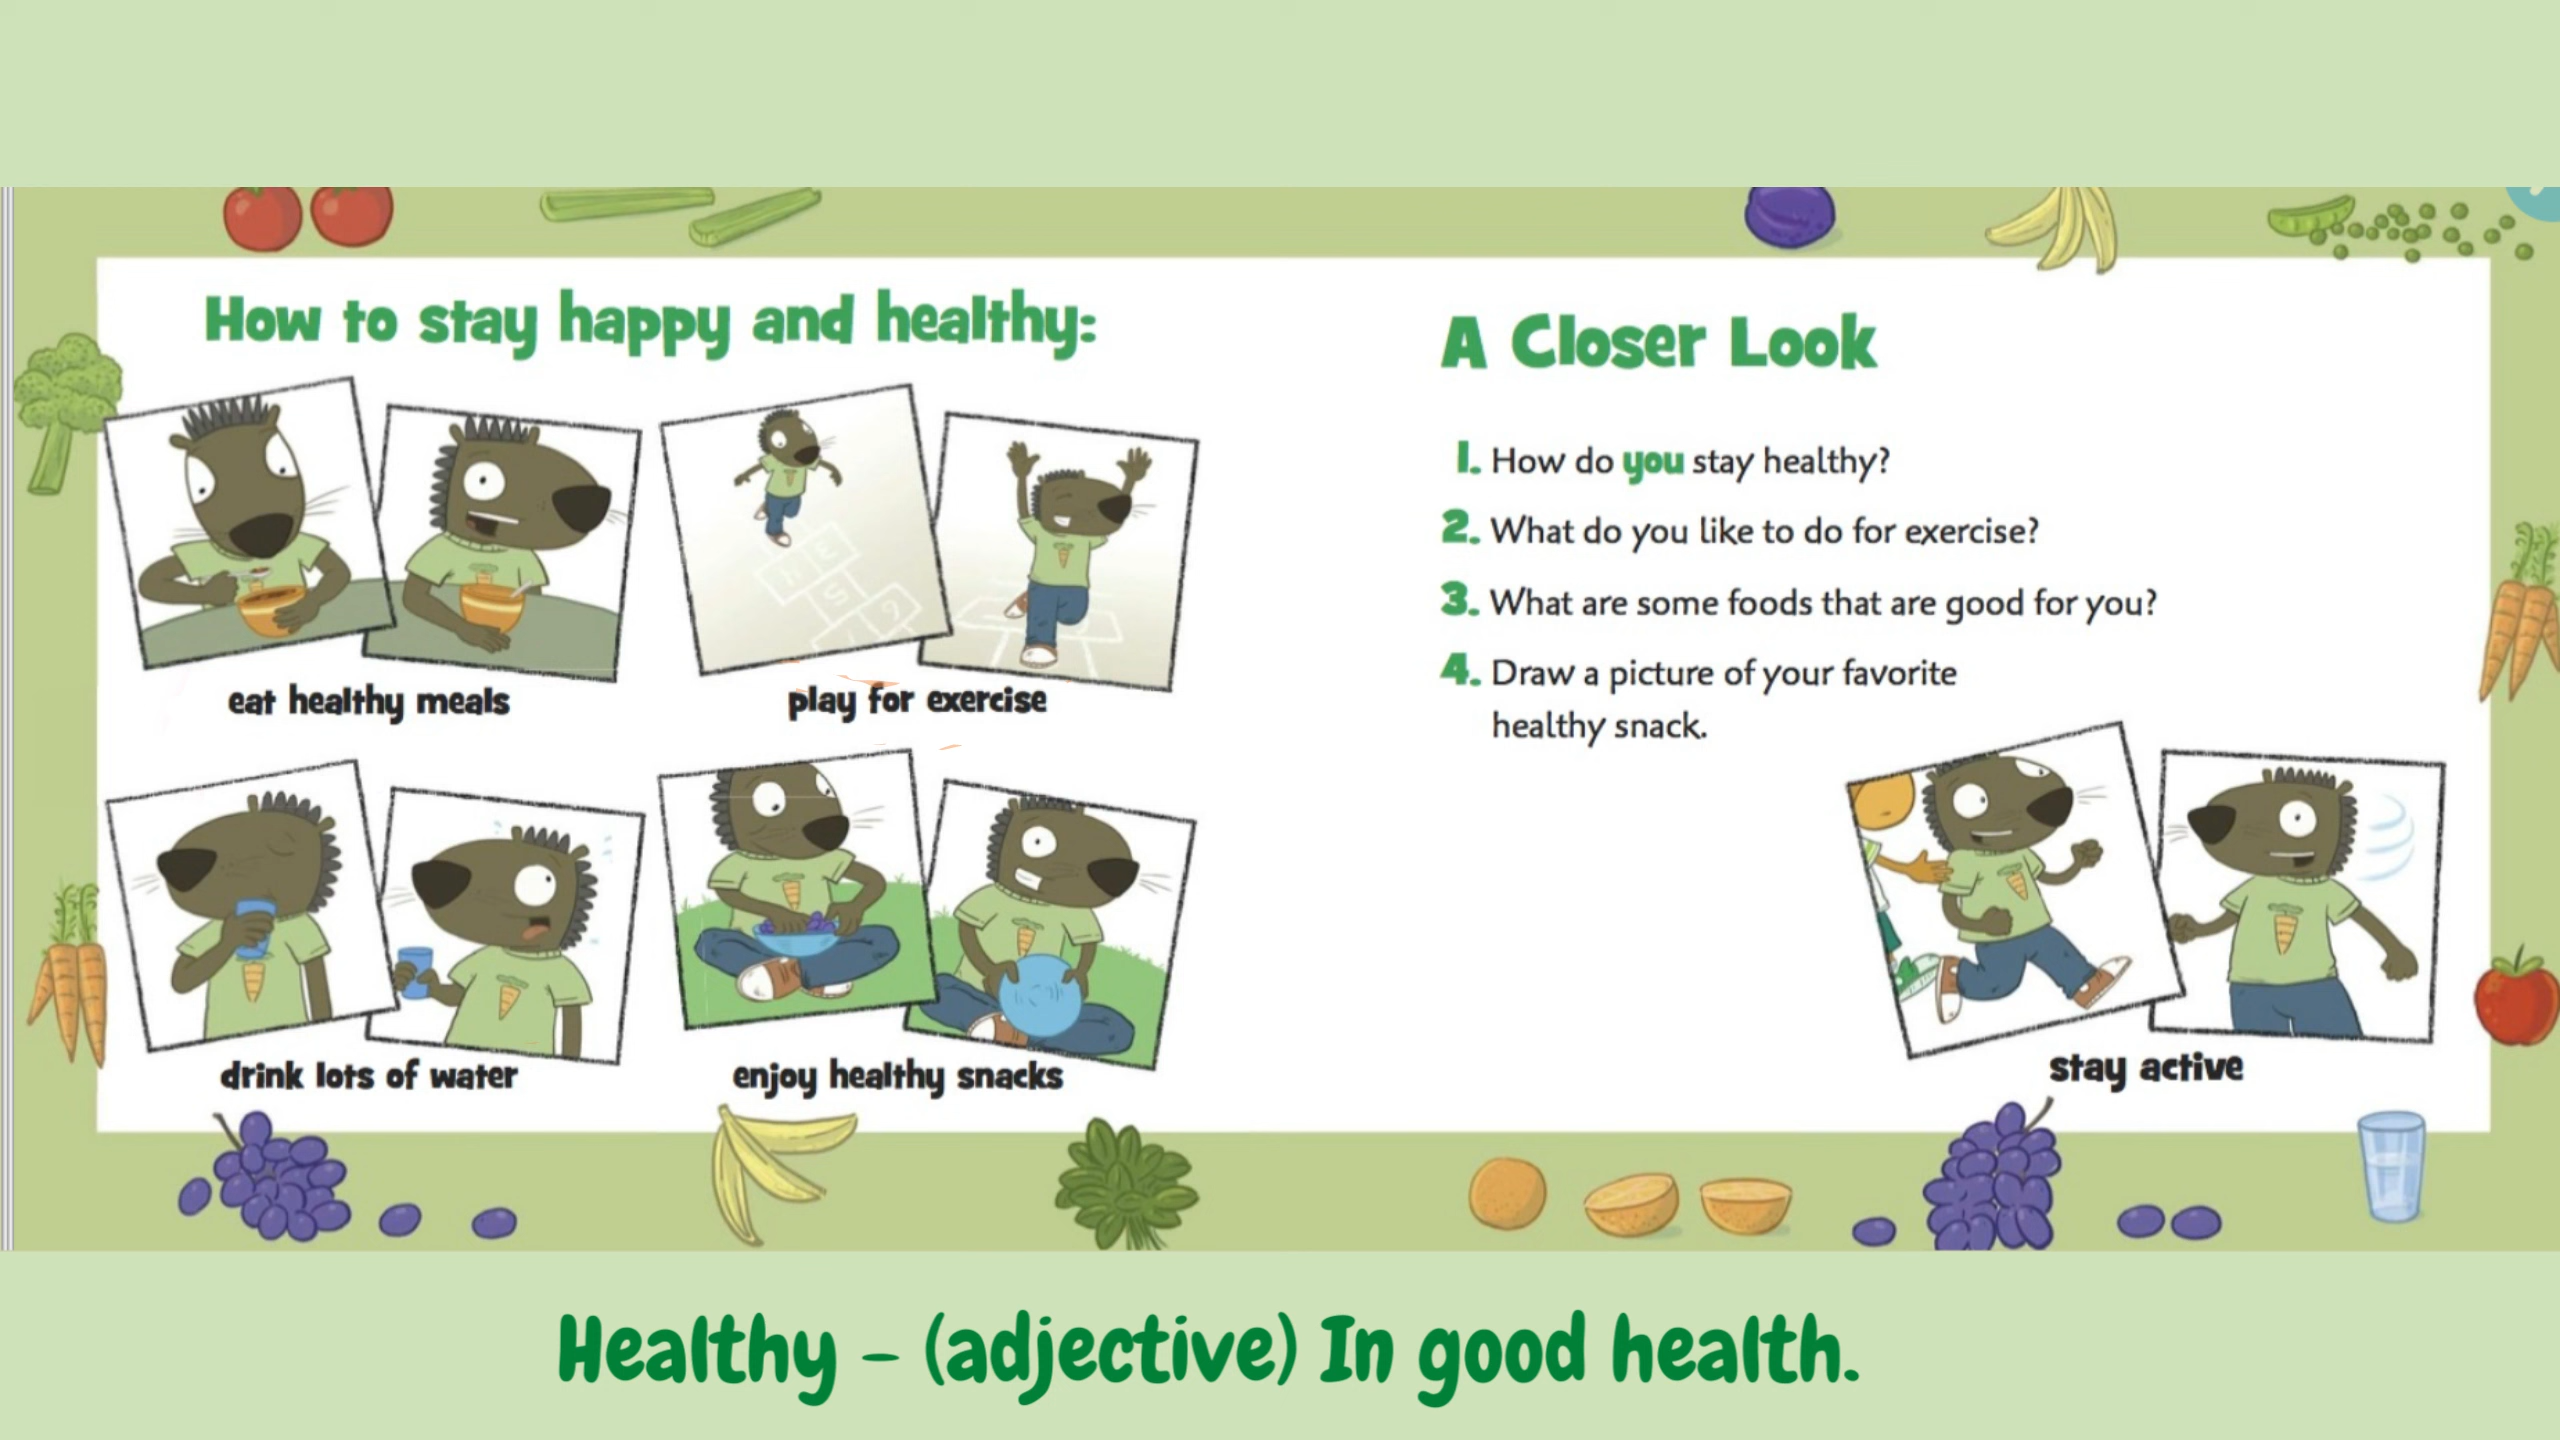 How to stay happy and healthy:
eat healthy meals
play for exercise
drink lots of water
enjoy healthy snacks
A Closer Look
1. How do you stay healthy?
2. What do you like to do for exercise?
3. What are some foods that are good for you?
4. Draw a picture of your favorite
healthy snack.
stay active
Healthy - (adjective) In good health.